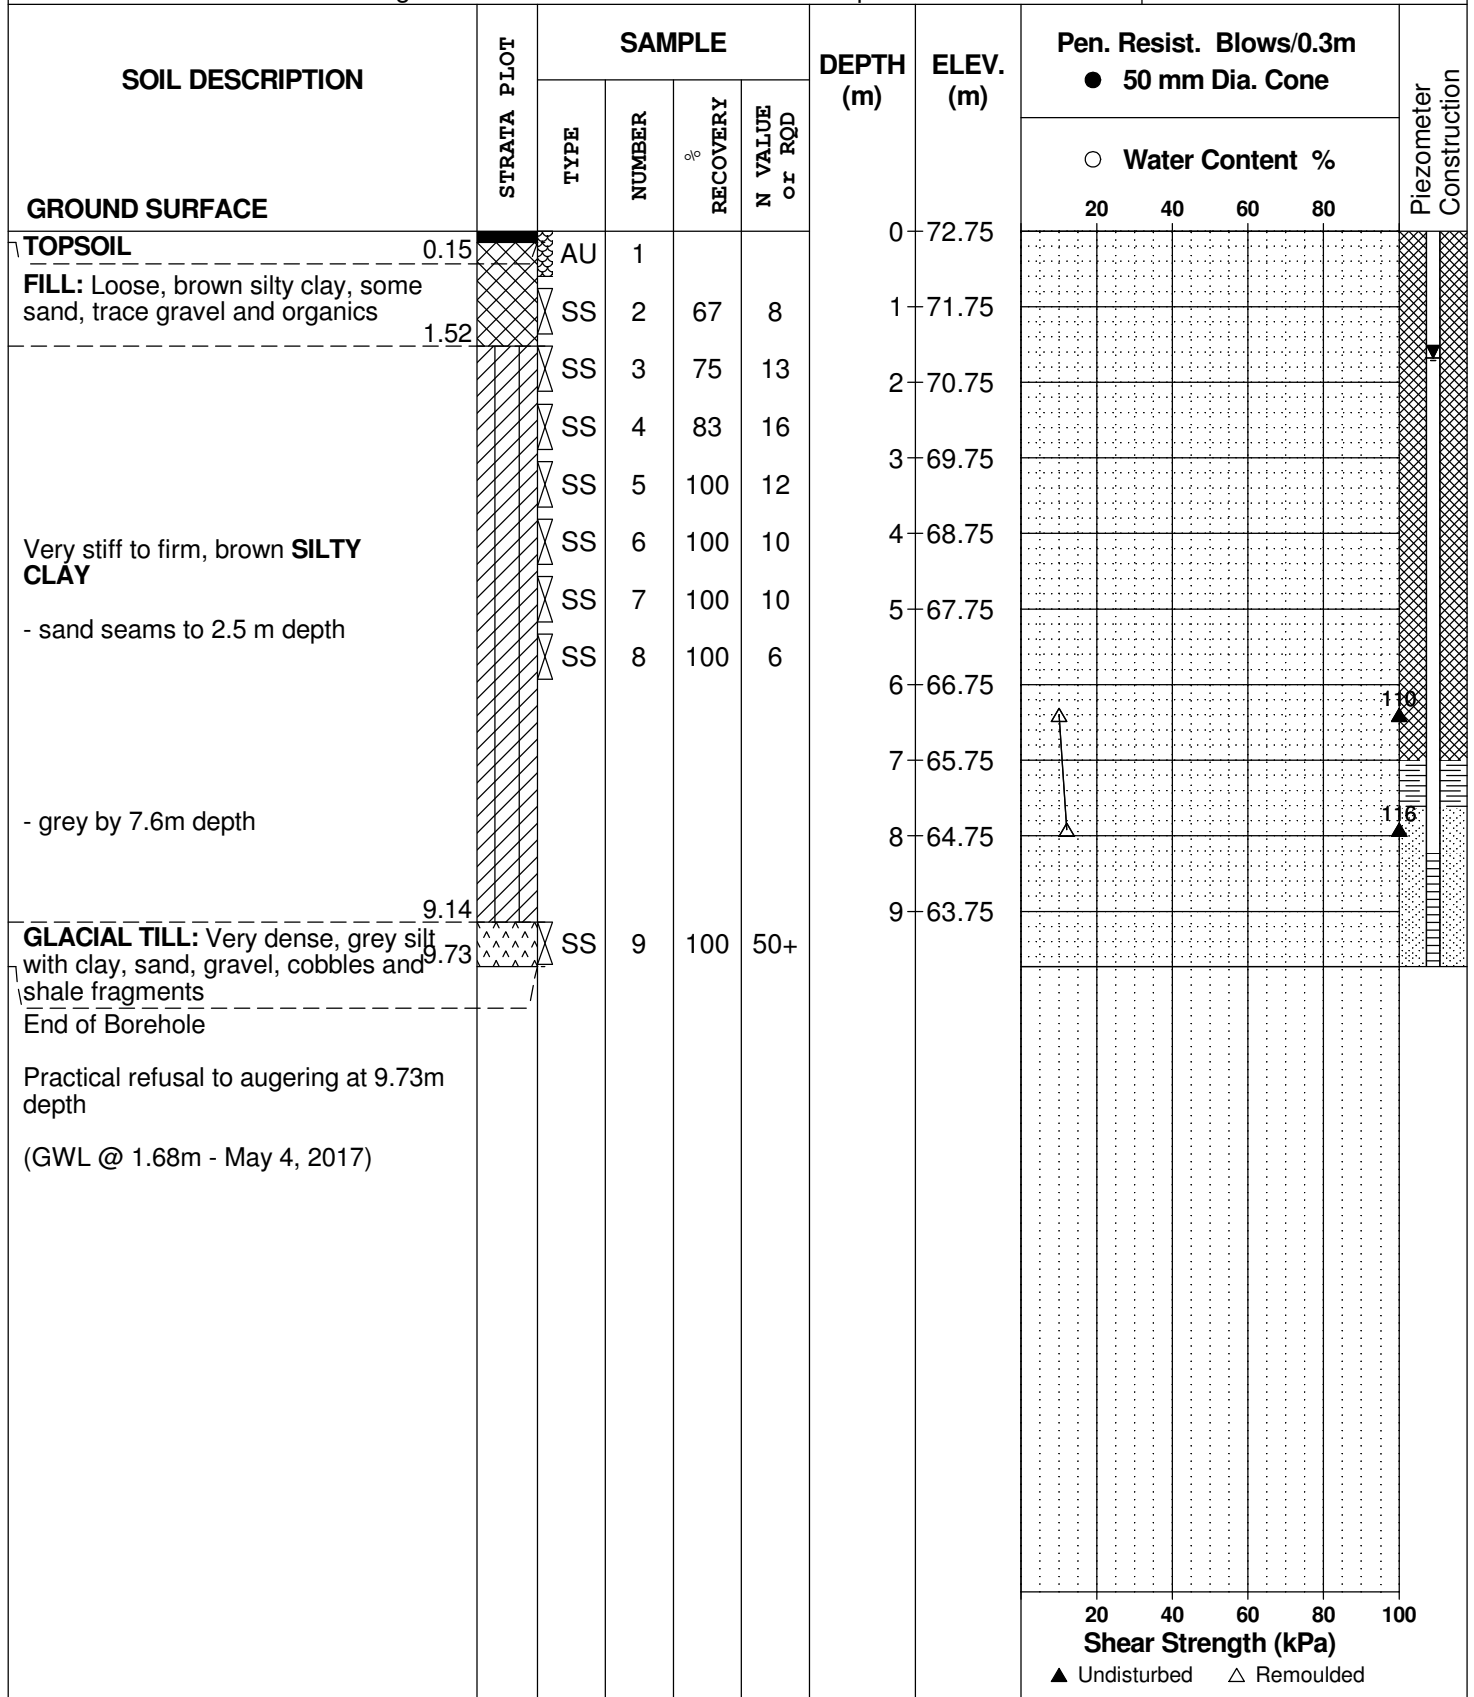 SOIL DESCRIPTION
GROUND SURFACE
STRATA PLOT
SAMPLE
TYPE
NUMBER
% RECOVERY
N VALUE or RQD
DEPTH (m)
ELEV. (m)
Pen. Resist. Blows/0.3m
● 50 mm Dia. Cone
○ Water Content %
20 40 60 80
Piezometer Construction
TOPSOIL 0.15
FILL: Loose, brown silty clay, some
sand, trace gravel and organics
1.52
Very stiff to firm, brown SILTY
CLAY
- sand seams to 2.5 m depth
- grey by 7.6m depth
9.14
GLACIAL TILL: Very dense, grey silt
with clay, sand, gravel, cobbles and
9.73
shale fragments
End of Borehole
Practical refusal to augering at 9.73m
depth
(GWL @ 1.68m - May 4, 2017)
AU 1
SS 2 67 8
SS 3 75 13
SS 4 83 16
SS 5 100 12
SS 6 100 10
SS 7 100 10
SS 8 100 6
SS 9 100 50+
0 72.75
1 71.75
2 70.75
3 69.75
4 68.75
5 67.75
6 66.75
7 65.75
8 64.75
9 63.75
110
116
20 40 60 80 100
Shear Strength (kPa)
▲ Undisturbed △ Remoulded